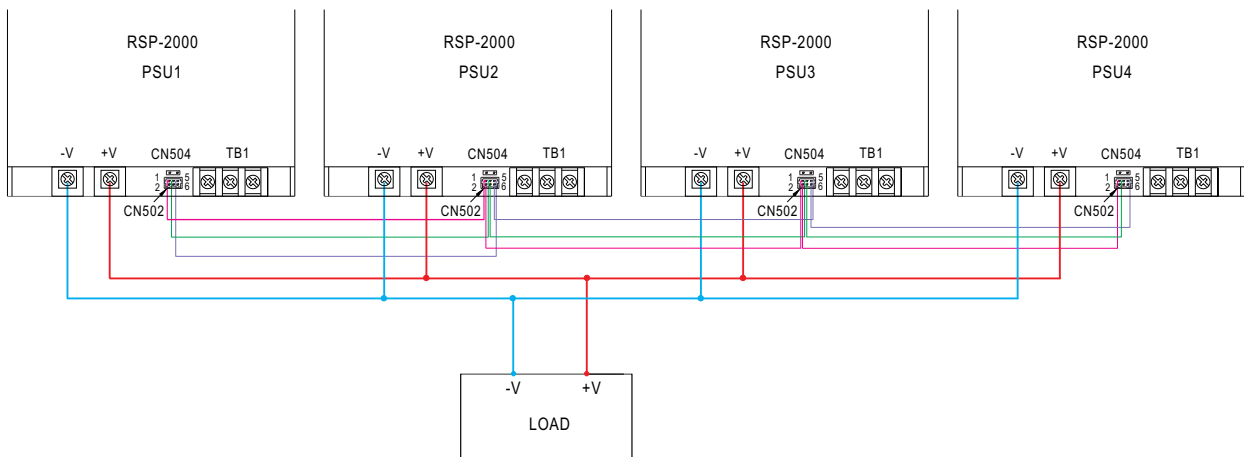 RSP-2000 RSP-2000 RSP-2000 RSP-2000
PSU1 PSU2 PSU3 PSU4
-V +V CN504 TB1 -V +V CN504 TB1 -V +V CN504 TB1 -V +V CN504 TB1
1 5 1 5 1 5 1 5
2 6 2 6 2 6 2 6
CN502 CN502 CN502 CN502
-V +V
LOAD